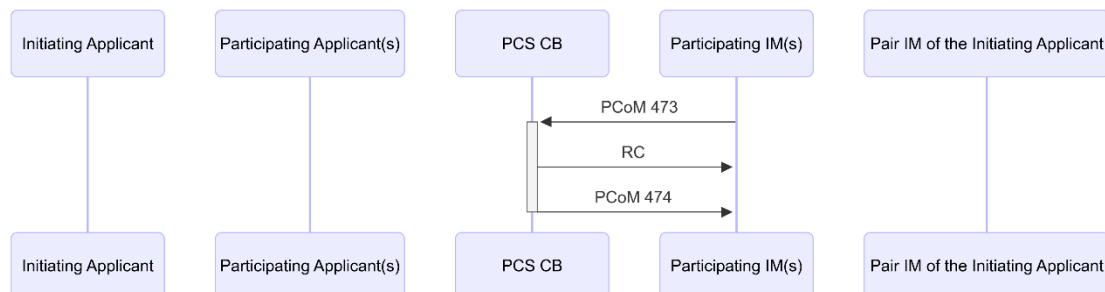 Initiating Applicant
Participating Applicant(s)
PCS CB
Participating IM(s)
Pair IM of the Initiating Applicant
PCoM 473
RC
PCoM 474
Initiating Applicant
Participating Applicant(s)
PCS CB
Participating IM(s)
Pair IM of the Initiating Applicant